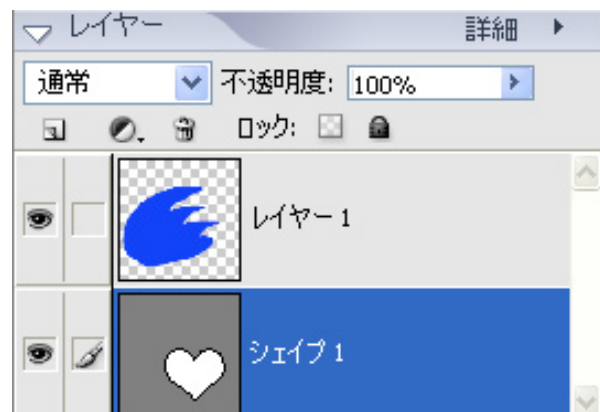 レイヤー 詳細
通常 不透明度: 100%
ロック:
レイヤー 1
シェイプ 1